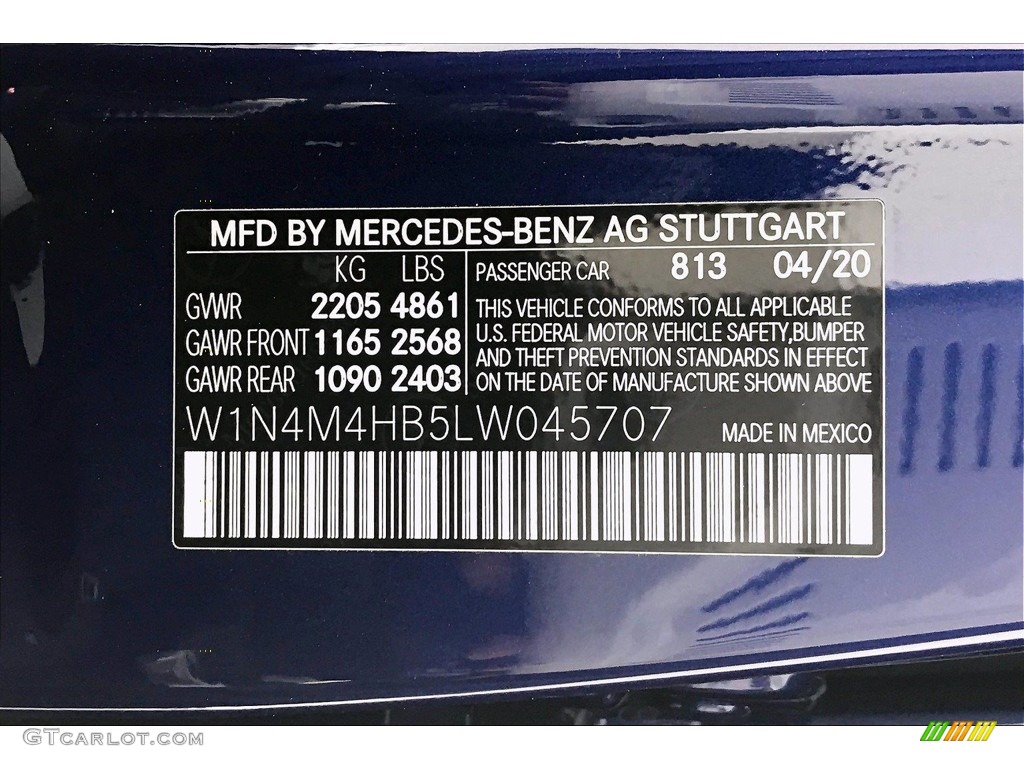 MFD BY MERCEDES-BENZ AG STUTTGART
KG LBS
GVWR 2205 4861
GAWR FRONT 1165 2568
GAWR REAR 1090 2403
PASSENGER CAR 813 04/20
THIS VEHICLE CONFORMS TO ALL APPLICABLE
U.S. FEDERAL MOTOR VEHICLE SAFETY,BUMPER
AND THEFT PREVENTION STANDARDS IN EFFECT
ON THE DATE OF MANUFACTURE SHOWN ABOVE
W1N4M4HB5LW045707
MADE IN MEXICO
GTCARLOT.COM